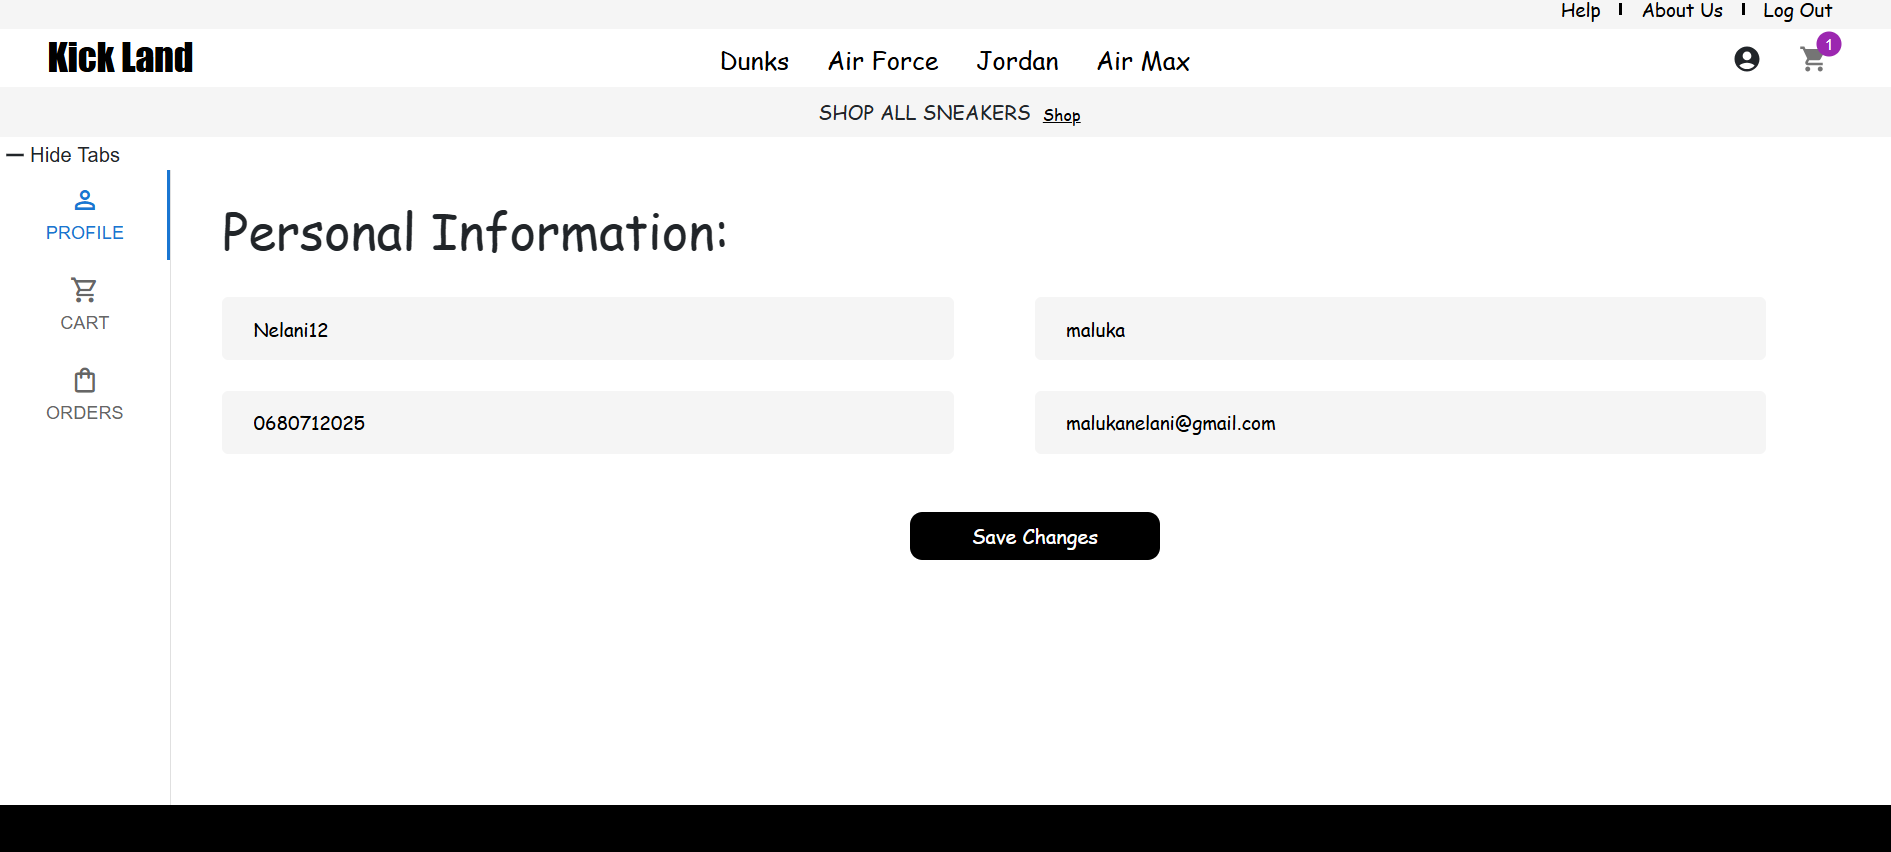 Help | About Us | Log Out
Kick Land
Dunks Air Force Jordan Air Max
1
SHOP ALL SNEAKERS Shop
Hide Tabs
PROFILE
CART
ORDERS
Personal Information:
Nelani12
maluka
0680712025
malukanelani@gmail.com
Save Changes